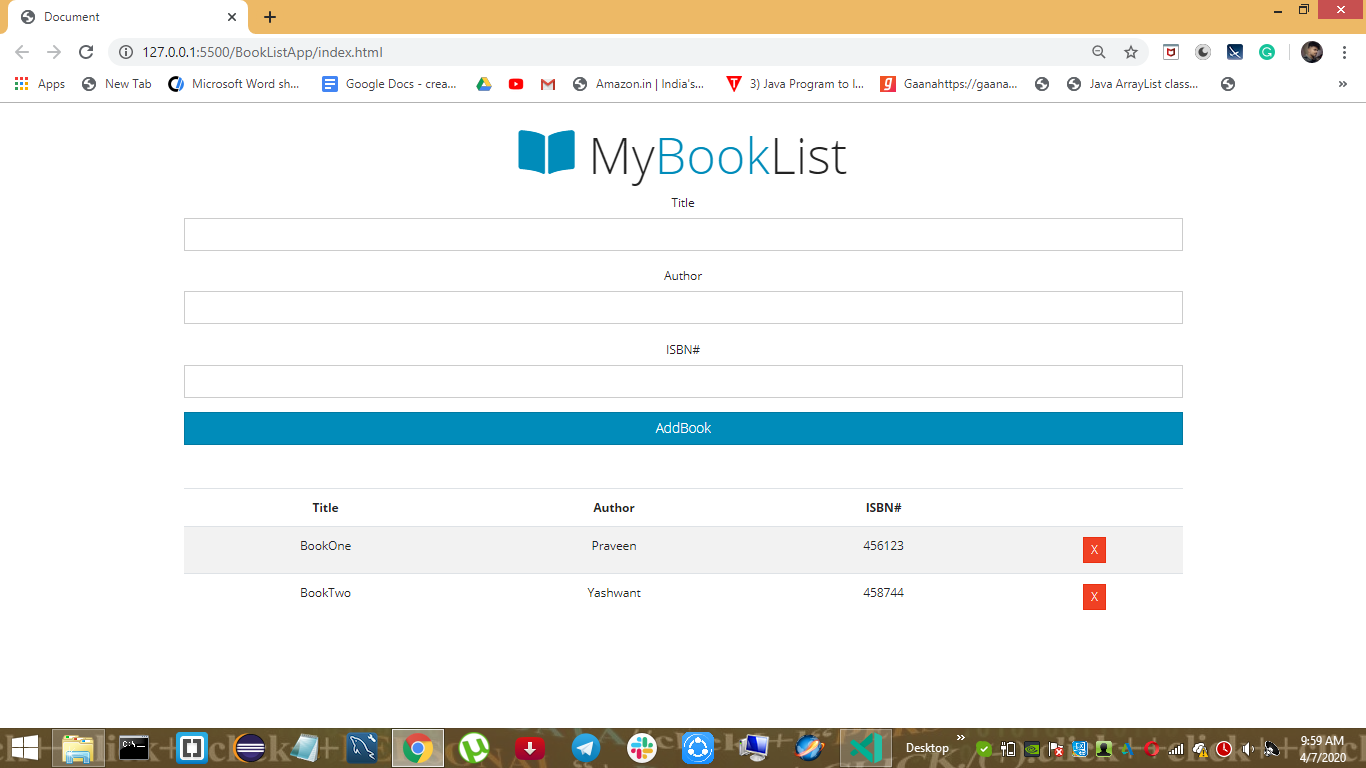 Document
127.0.0.1:5500/BookListApp/index.html
Apps New Tab Microsoft Word sh... Google Docs - crea... Amazon.in | India's... 3) Java Program to I... Gaanahttps://gaana... Java ArrayList class... »
MyBookList
Title
Author
ISBN#
AddBook
Title Author ISBN#
BookOne Praveen 456123 X
BookTwo Yashwant 458744 X
Desktop »
9:59 AM
4/7/2020